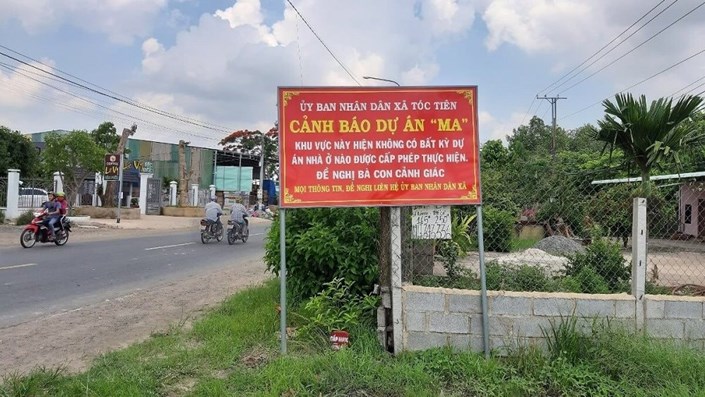 ỦY BAN NHÂN DÂN XÃ TÓC TIÊN
CẢNH BÁO DỰ ÁN “MA”
KHU VỰC NÀY HIỆN KHÔNG CÓ BẤT KỲ DỰ
ÁN NHÀ Ở NÀO ĐƯỢC CẤP PHÉP THỰC HIỆN.
ĐỀ NGHỊ BÀ CON CẢNH GIÁC
MỌI THÔNG TIN, ĐỀ NGHỊ LIÊN HỆ ỦY BAN NHÂN DÂN XÃ